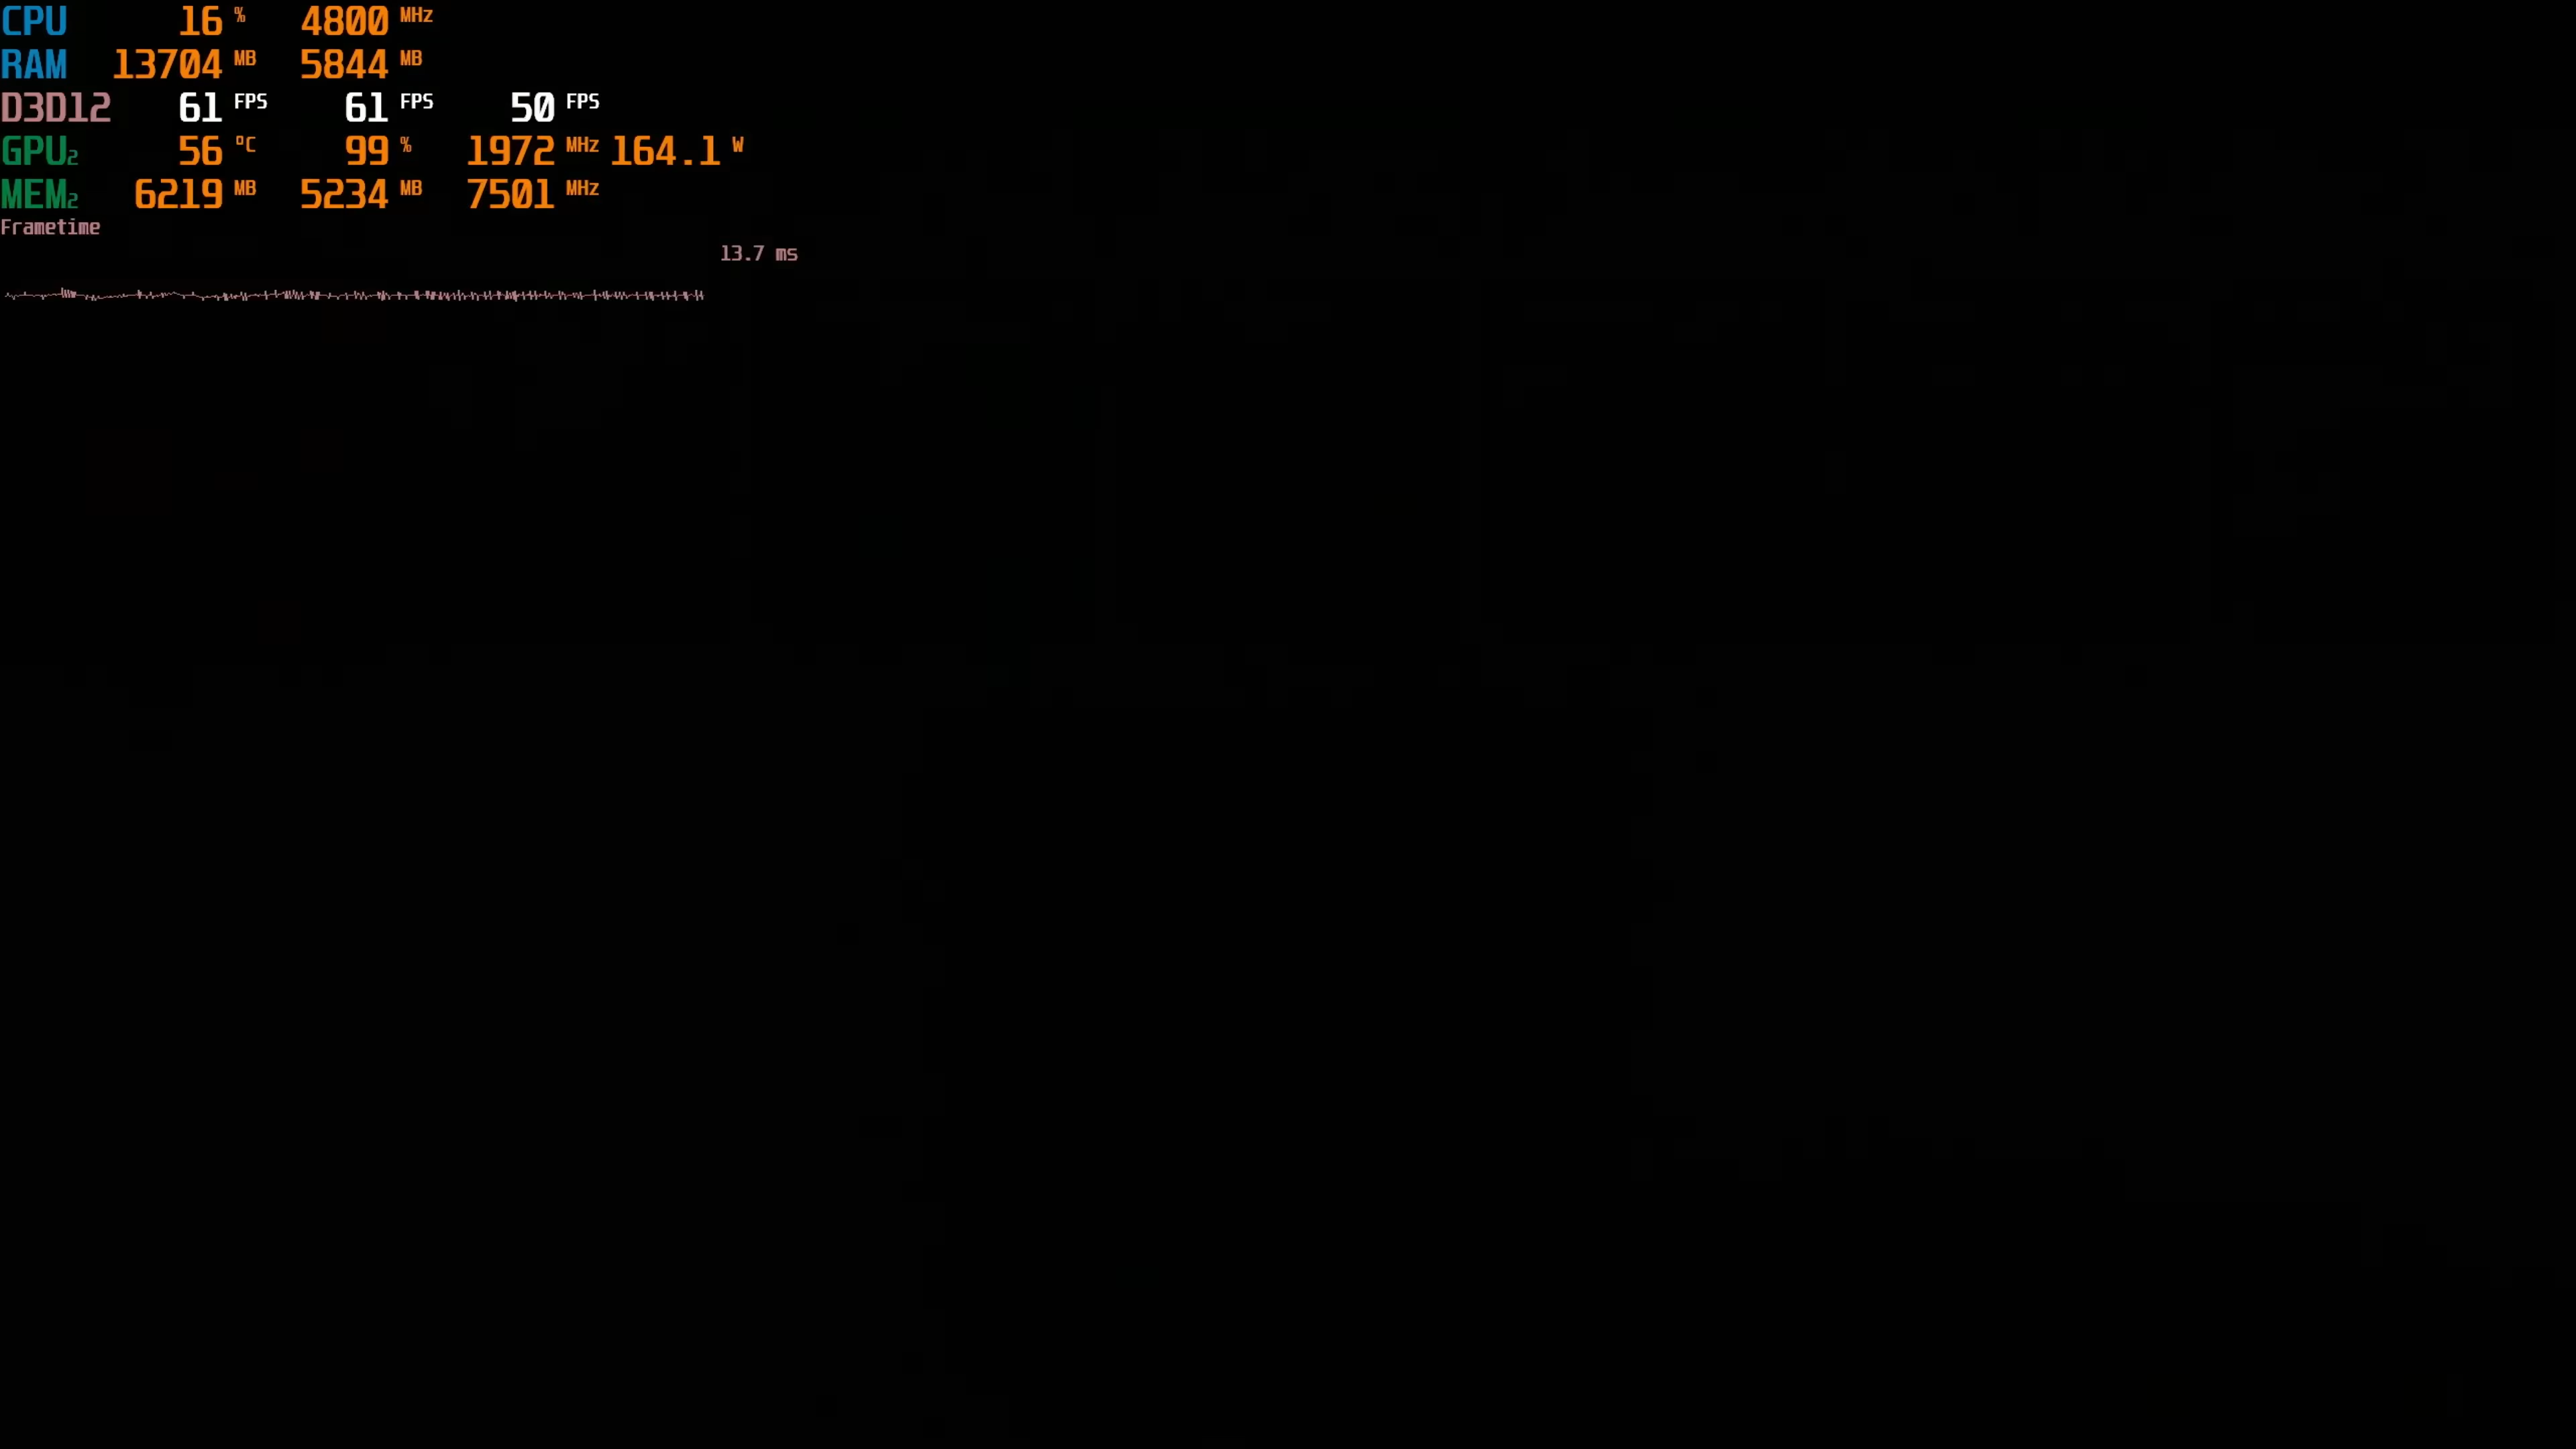 CPU 16 % 4800 MHz
RAM 13704 MB 5844 MB
D3D12 61 FPS 61 FPS 50 FPS
GPU2 56 °C 99 % 1972 MHz 164.1 W
MEM2 6219 MB 5234 MB 7501 MHz
Frametime
13.7 ms